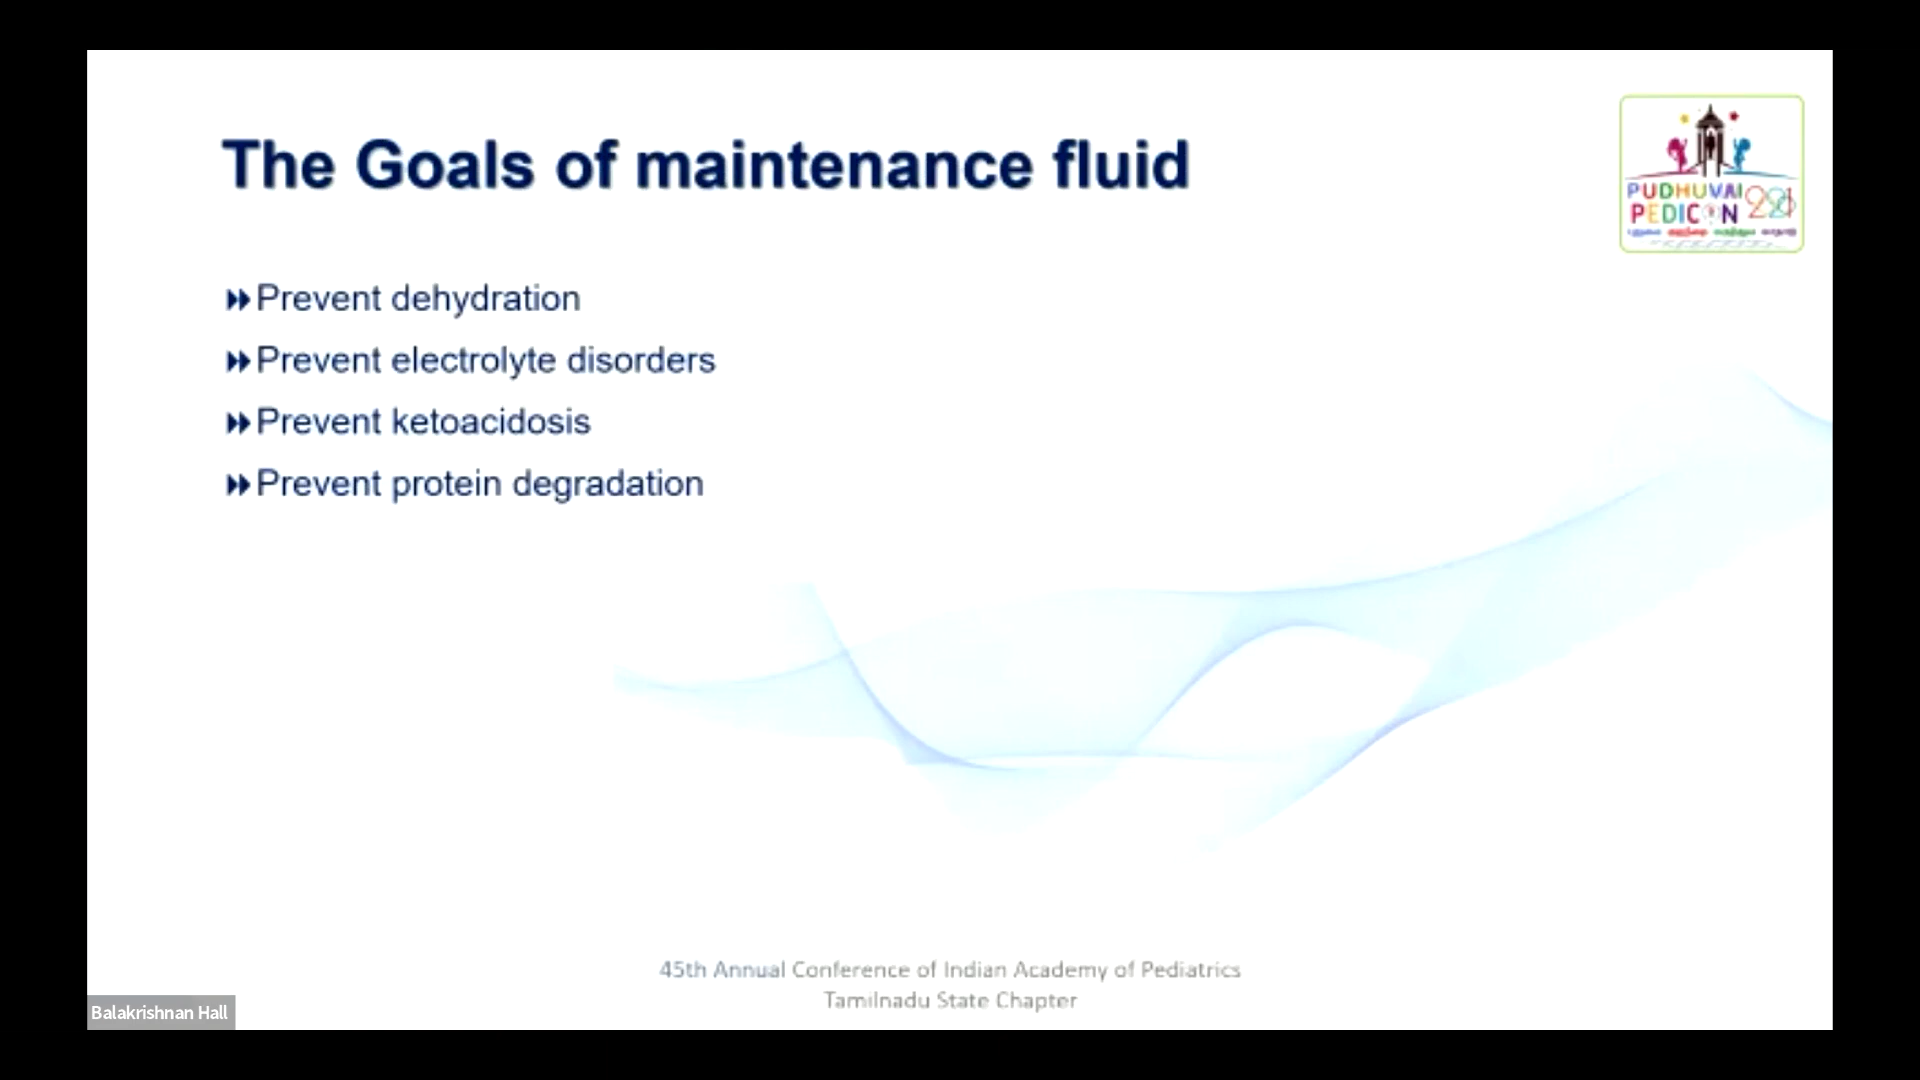 The Goals of maintenance fluid
PUDHUVAI
PEDICON
Prevent dehydration
Prevent electrolyte disorders
Prevent ketoacidosis
Prevent protein degradation
45th Annual Conference of Indian Academy of Pediatrics
Tamilnadu State Chapter
Balakrishnan Hall